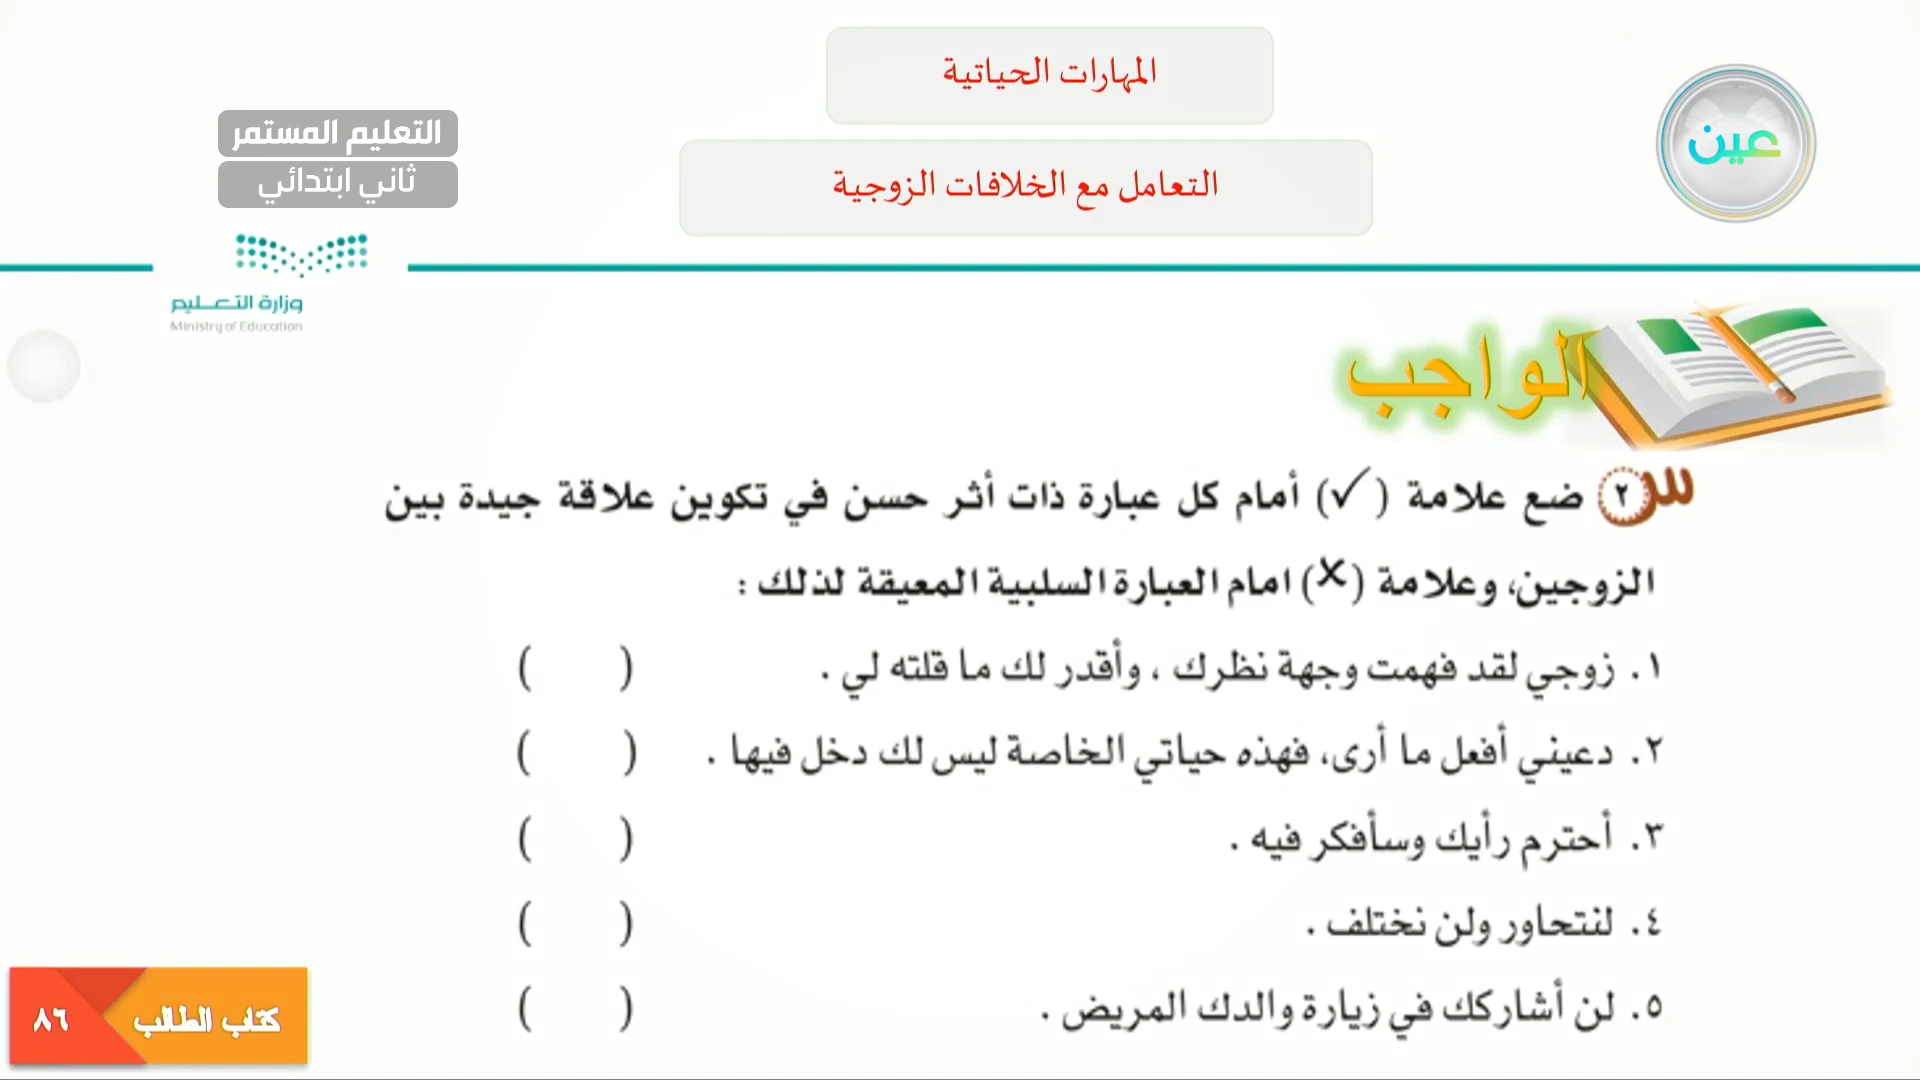 المهارات الحياتية
التعليم المستمر
ثاني ابتدائي
عين
التعامل مع الخلافات الزوجية
وزارة التعليم
Ministry of Education
الواجب
س٢ ضع علامة (✓) أمام كل عبارة ذات أثر حسن في تكوين علاقة جيدة بين
الزوجين، وعلامة (✗) امام العبارة السلبية المعيقة لذلك :
١. زوجي لقد فهمت وجهة نظرك ، وأقدر لك ما قلته لي . ( )
٢. دعيني أفعل ما أرى، فهذه حياتي الخاصة ليس لك دخل فيها . ( )
٣. أحترم رأيك وسأفكر فيه . ( )
٤. لنتحاور ولن نختلف . ( )
٥. لن أشاركك في زيارة والدك المريض . ( )
كتاب الطالب
٨٦